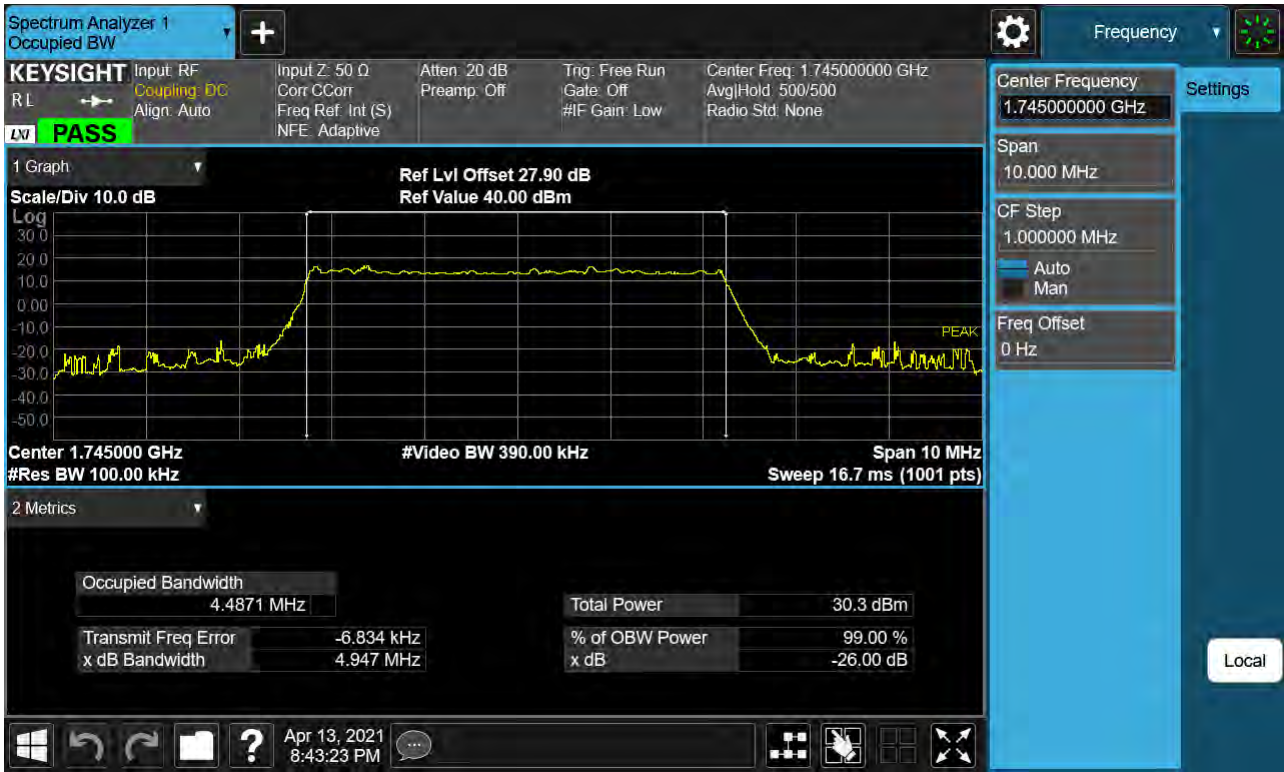 Spectrum Analyzer 1
Occupied BW
+
Frequency
KEYSIGHT
RL
LXI
PASS
Input: RF
Coupling: DC
Align: Auto
Input Z: 50 Ω
Corr CCorr
Freq Ref: Int (S)
NFE: Adaptive
Atten: 20 dB
Preamp: Off
Trig: Free Run
Gate: Off
#IF Gain: Low
Center Freq: 1.745000000 GHz
Avg|Hold: 500/500
Radio Std: None
1 Graph
Scale/Div 10.0 dB
Ref Lvl Offset 27.90 dB
Ref Value 40.00 dBm
Log
30.0
20.0
10.0
0.00
-10.0
-20.0
-30.0
-40.0
-50.0
PEAK
Center 1.745000 GHz
#Res BW 100.00 kHz
#Video BW 390.00 kHz
Span 10 MHz
Sweep 16.7 ms (1001 pts)
2 Metrics
Occupied Bandwidth
4.4871 MHz
Transmit Freq Error -6.834 kHz
x dB Bandwidth 4.947 MHz
Total Power 30.3 dBm
% of OBW Power 99.00 %
x dB -26.00 dB
Center Frequency
1.745000000 GHz
Span
10.000 MHz
CF Step
1.000000 MHz
Auto
Man
Freq Offset
0 Hz
Settings
Local
?
Apr 13, 2021
8:43:23 PM